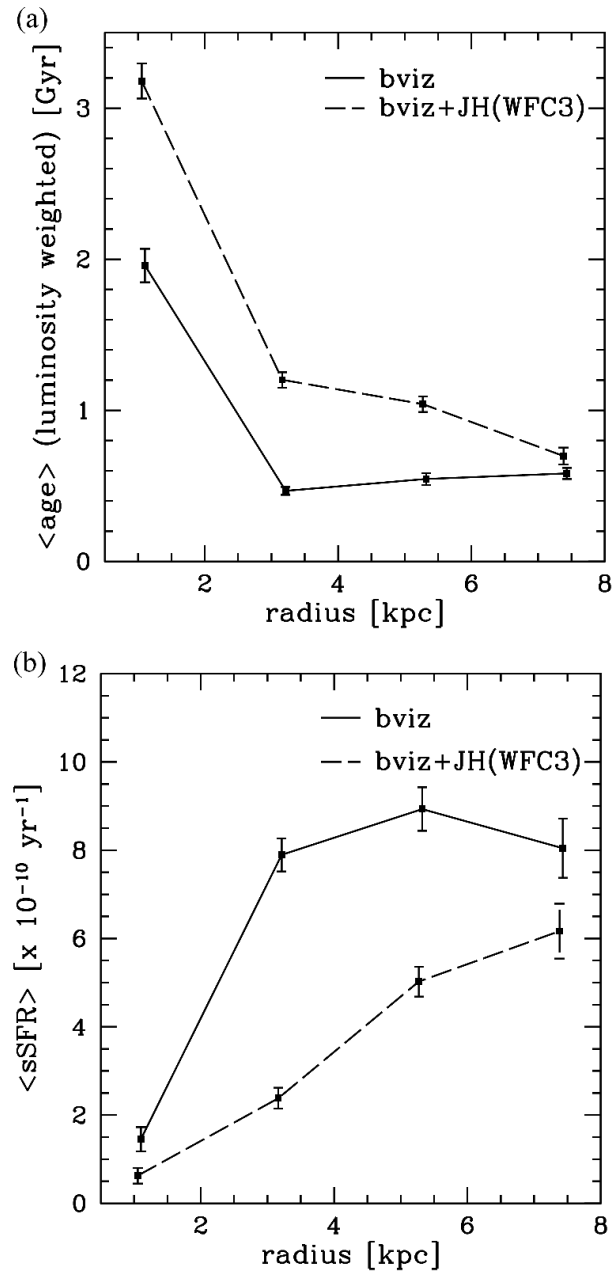 (a)
<age> (luminosity weighted) [Gyr]
3
2
1
0
bviz
bviz+JH(WFC3)
2 4 6 8
radius [kpc]
(b)
<sSFR> [x 10⁻¹⁰ yr⁻¹]
12
10
8
6
4
2
0
bviz
bviz+JH(WFC3)
2 4 6 8
radius [kpc]